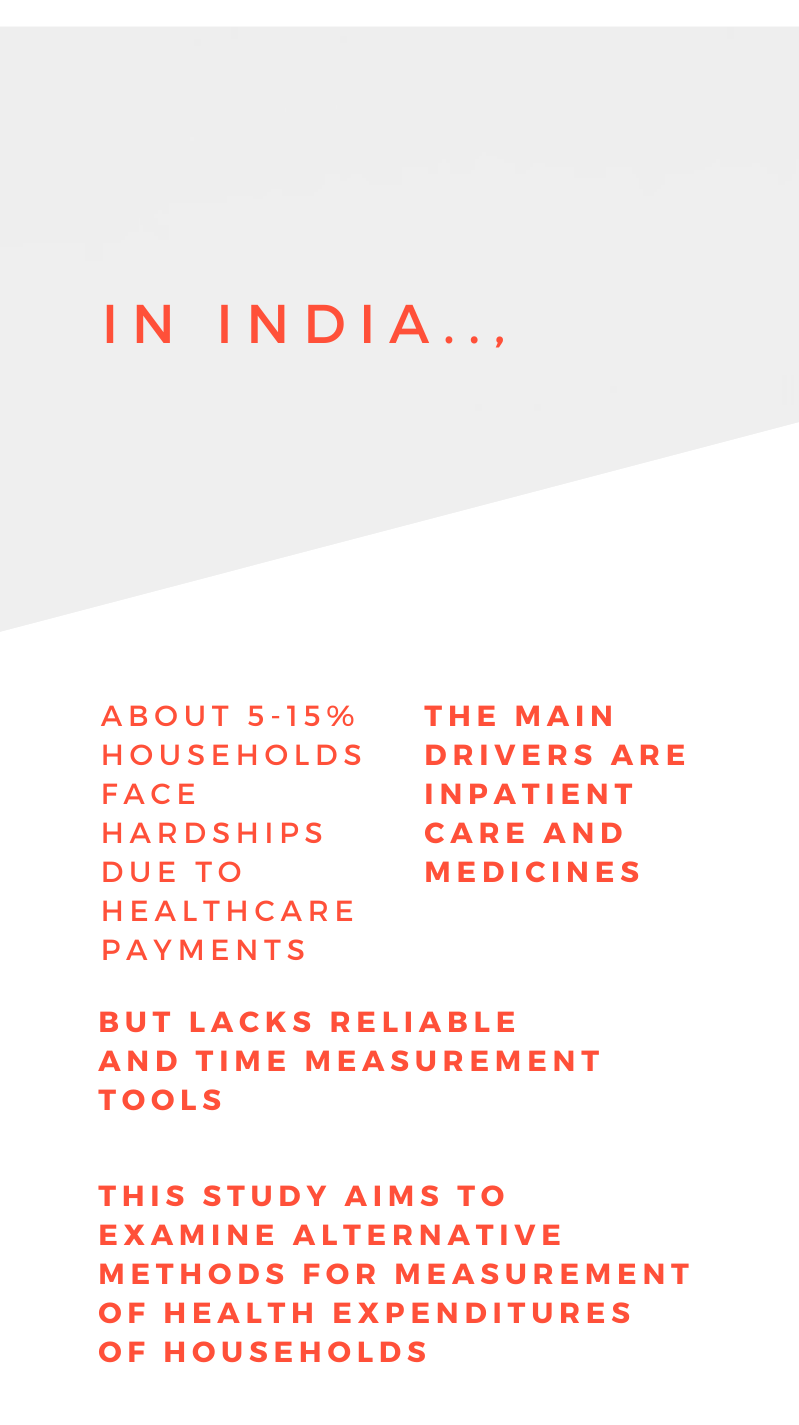 IN INDIA..,
ABOUT 5-15%
HOUSEHOLDS
FACE
HARDSHIPS
DUE TO
HEALTHCARE
PAYMENTS
THE MAIN
DRIVERS ARE
INPATIENT
CARE AND
MEDICINES
BUT LACKS RELIABLE
AND TIME MEASUREMENT
TOOLS
THIS STUDY AIMS TO
EXAMINE ALTERNATIVE
METHODS FOR MEASUREMENT
OF HEALTH EXPENDITURES
OF HOUSEHOLDS